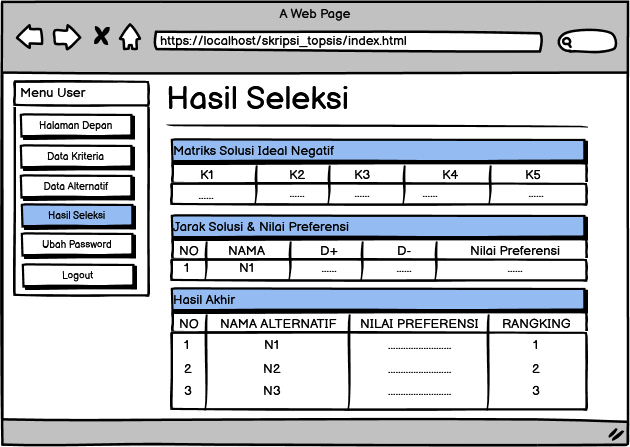 A Web Page
https://localhost/skripsi_topsis/index.html
Menu User
Halaman Depan
Data Kriteria
Data Alternatif
Hasil Seleksi
Ubah Password
Logout
Hasil Seleksi
Matriks Solusi Ideal Negatif
K1 K2 K3 K4 K5
...... ...... ...... ...... ......
Jarak Solusi & Nilai Preferensi
NO NAMA D+ D- Nilai Preferensi
1 N1 ...... ...... ......
Hasil Akhir
NO NAMA ALTERNATIF NILAI PREFERENSI RANGKING
1 N1 ......................... 1
2 N2 ......................... 2
3 N3 ......................... 3